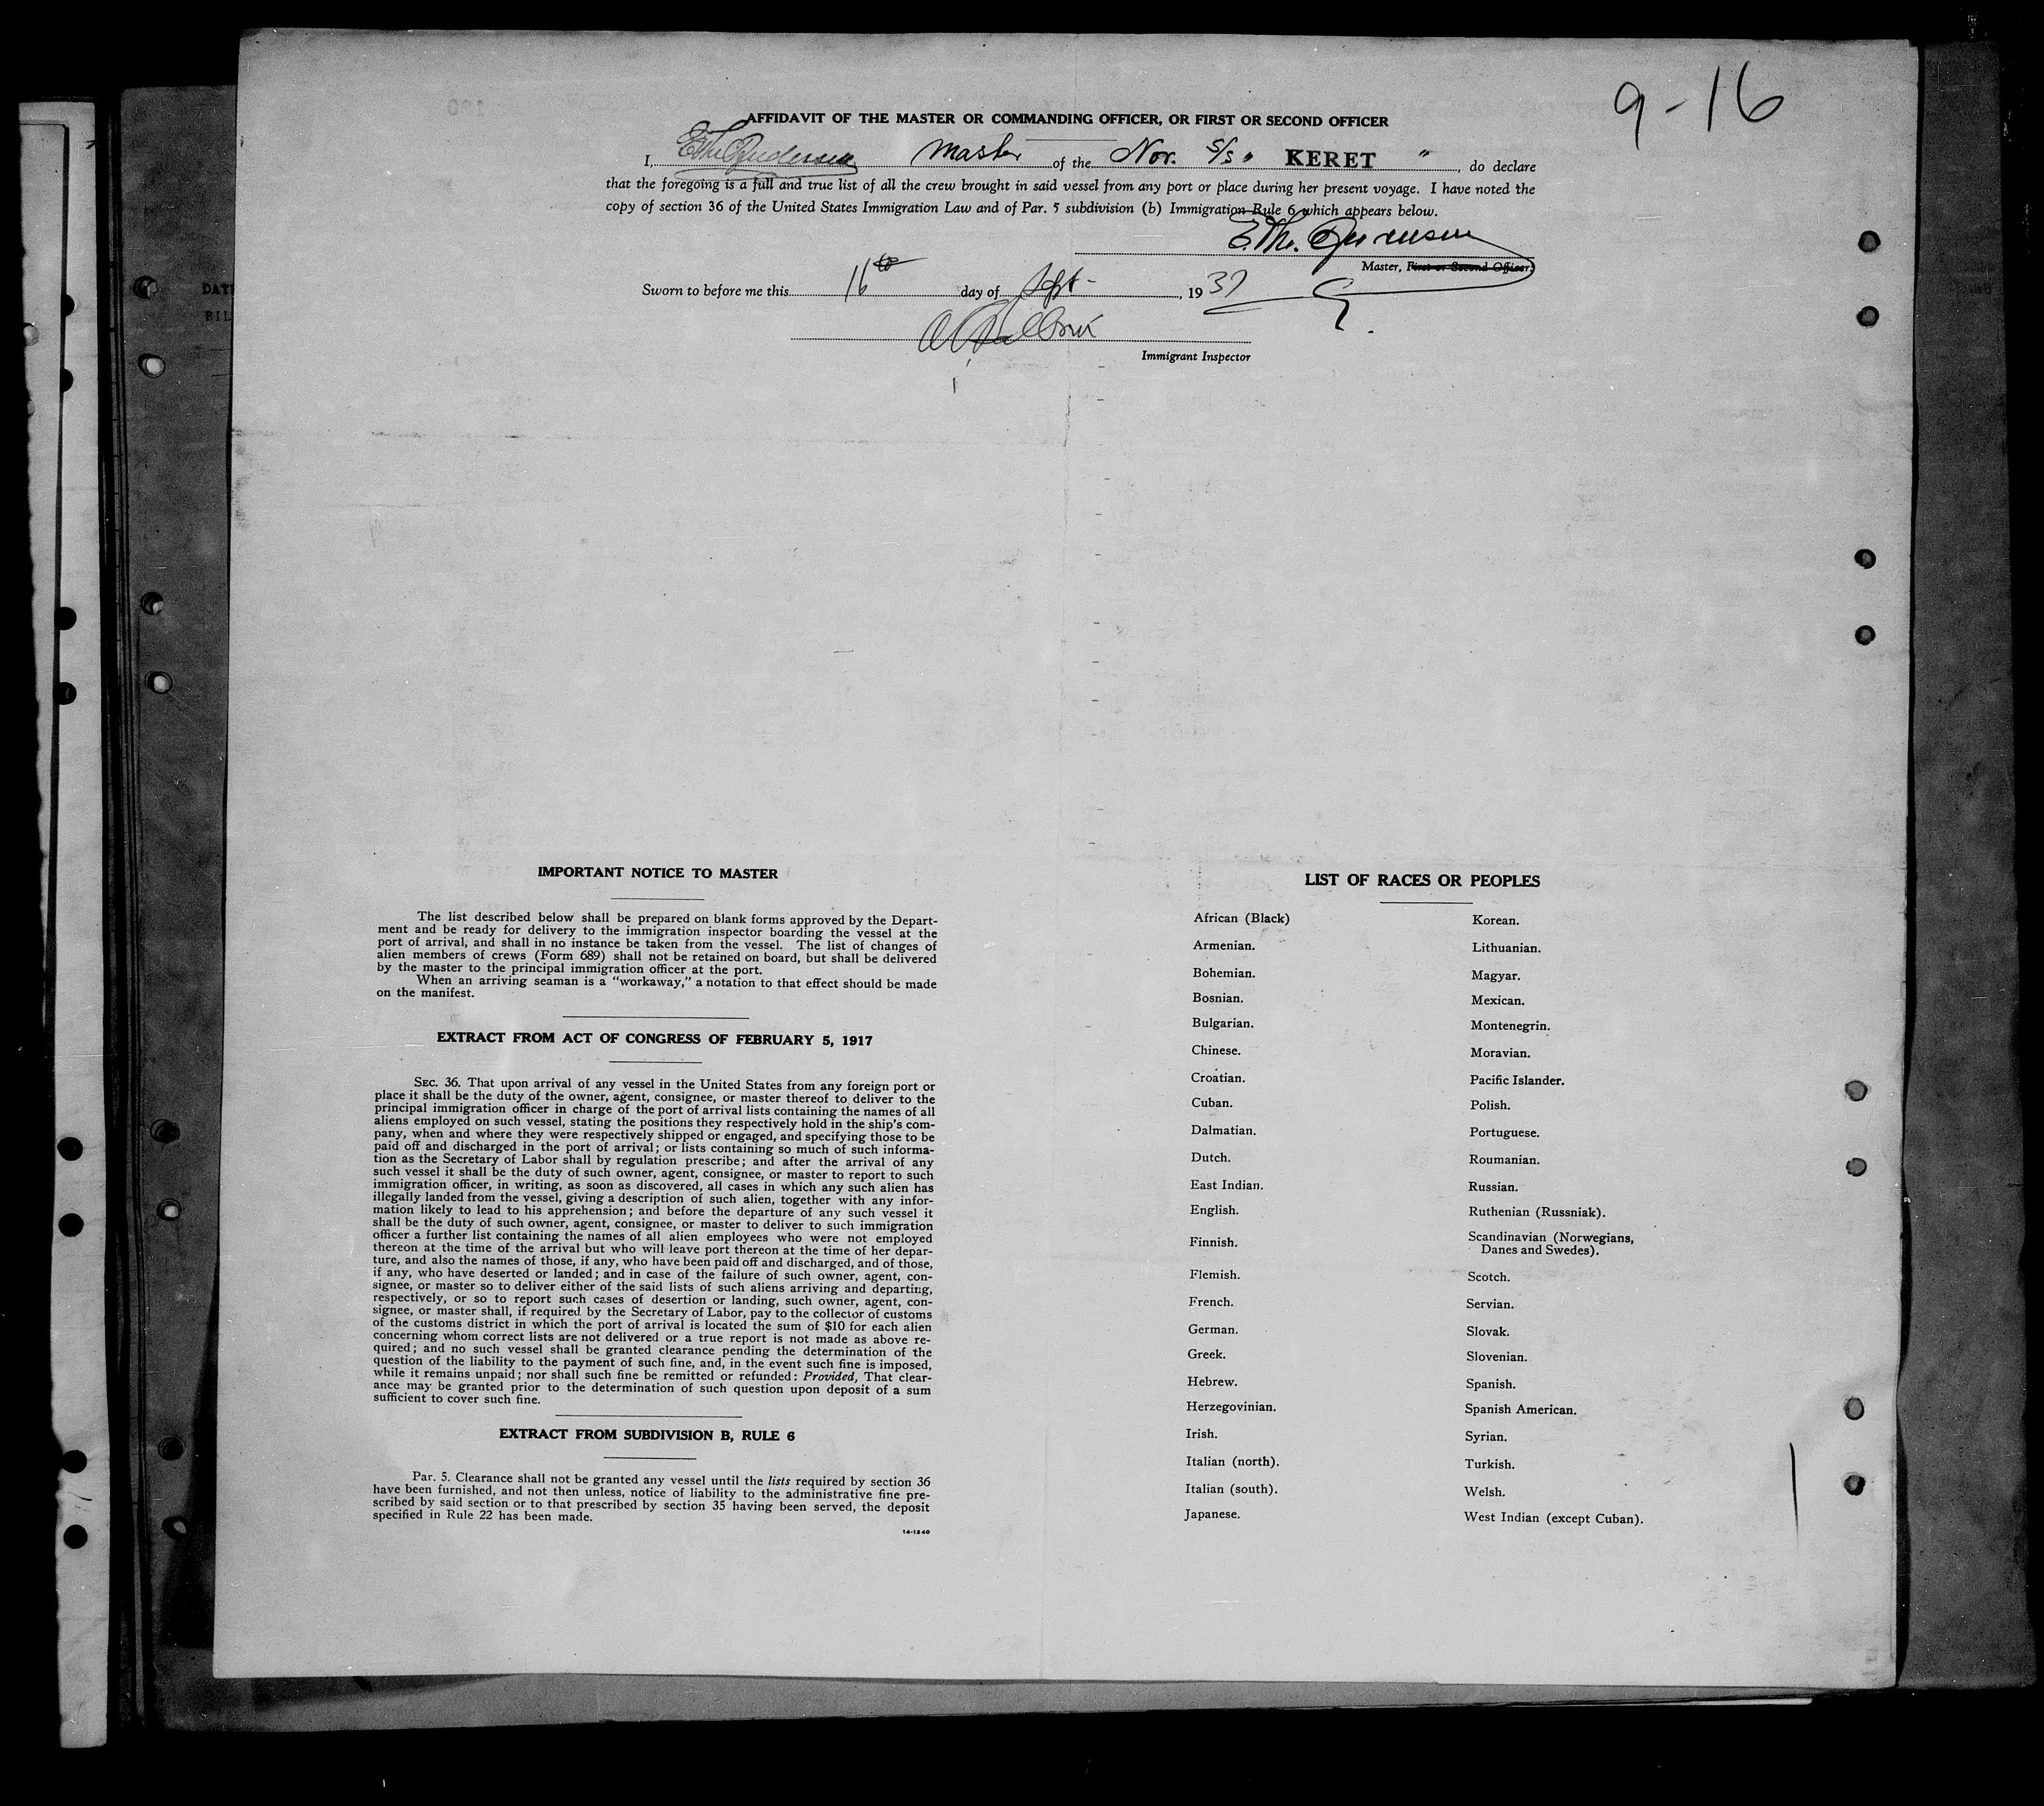 9-16
AFFIDAVIT OF THE MASTER OR COMMANDING OFFICER, OR FIRST OR SECOND OFFICER
I, E. Th. Andersen Master of the Nor. S/S " KERET ", do declare
that the foregoing is a full and true list of all the crew brought in said vessel from any port or place during her present voyage. I have noted the
copy of section 36 of the United States Immigration Law and of Par. 5 subdivision (b) Immigration Rule 6 which appears below.
E. Th. Andersen
Master, First or Second Officer.
Sworn to before me this 16th day of Sept- , 1937
Immigrant Inspector
IMPORTANT NOTICE TO MASTER
The list described below shall be prepared on blank forms approved by the Depart-
ment and be ready for delivery to the immigration inspector boarding the vessel at the
port of arrival, and shall in no instance be taken from the vessel. The list of changes of
alien members of crews (Form 689) shall not be retained on board, but shall be delivered
by the master to the principal immigration officer at the port.
When an arriving seaman is a "workaway," a notation to that effect should be made
on the manifest.
EXTRACT FROM ACT OF CONGRESS OF FEBRUARY 5, 1917
SEC. 36. That upon arrival of any vessel in the United States from any foreign port or
place it shall be the duty of the owner, agent, consignee, or master thereof to deliver to the
principal immigration officer in charge of the port of arrival lists containing the names of all
aliens employed on such vessel, stating the positions they respectively hold in the ship's com-
pany, when and where they were respectively shipped or engaged, and specifying those to be
paid off and discharged in the port of arrival; or lists containing so much of such informa-
tion as the Secretary of Labor shall by regulation prescribe; and after the arrival of any
such vessel it shall be the duty of such owner, agent, consignee, or master to report to such
immigration officer, in writing, as soon as discovered, all cases in which any such alien has
illegally landed from the vessel, giving a description of such alien, together with any infor-
mation likely to lead to his apprehension; and before the departure of any such vessel it
shall be the duty of such owner, agent, consignee, or master to deliver to such immigration
officer a further list containing the names of all alien employees who were not employed
thereon at the time of the arrival but who will leave port thereon at the time of her depar-
ture, and also the names of those, if any, who have been paid off and discharged, and of those,
if any, who have deserted or landed; and in case of the failure of such owner, agent, con-
signee, or master so to deliver either of the said lists of such aliens arriving and departing,
respectively, or so to report such cases of desertion or landing, such owner, agent, con-
signee, or master shall, if required by the Secretary of Labor, pay to the collector of customs
of the customs district in which the port of arrival is located the sum of $10 for each alien
concerning whom correct lists are not delivered or a true report is not made as above re-
quired; and no such vessel shall be granted clearance pending the determination of the
question of the liability to the payment of such fine, and, in the event such fine is imposed,
while it remains unpaid; nor shall such fine be remitted or refunded: Provided, That clear-
ance may be granted prior to the determination of such question upon deposit of a sum
sufficient to cover such fine.
EXTRACT FROM SUBDIVISION B, RULE 6
Par. 5. Clearance shall not be granted any vessel until the lists required by section 36
have been furnished, and not then unless, notice of liability to the administrative fine pre-
scribed by said section or to that prescribed by section 35 having been served, the deposit
specified in Rule 22 has been made.
14-1240
LIST OF RACES OR PEOPLES
African (Black)
Armenian.
Bohemian.
Bosnian.
Bulgarian.
Chinese.
Croatian.
Cuban.
Dalmatian.
Dutch.
East Indian.
English.
Finnish.
Flemish.
French.
German.
Greek.
Hebrew.
Herzegovinian.
Irish.
Italian (north).
Italian (south).
Japanese.
Korean.
Lithuanian.
Magyar.
Mexican.
Montenegrin.
Moravian.
Pacific Islander.
Polish.
Portuguese.
Roumanian.
Russian.
Ruthenian (Russniak).
Scandinavian (Norwegians,
Danes and Swedes).
Scotch.
Servian.
Slovak.
Slovenian.
Spanish.
Spanish American.
Syrian.
Turkish.
Welsh.
West Indian (except Cuban).